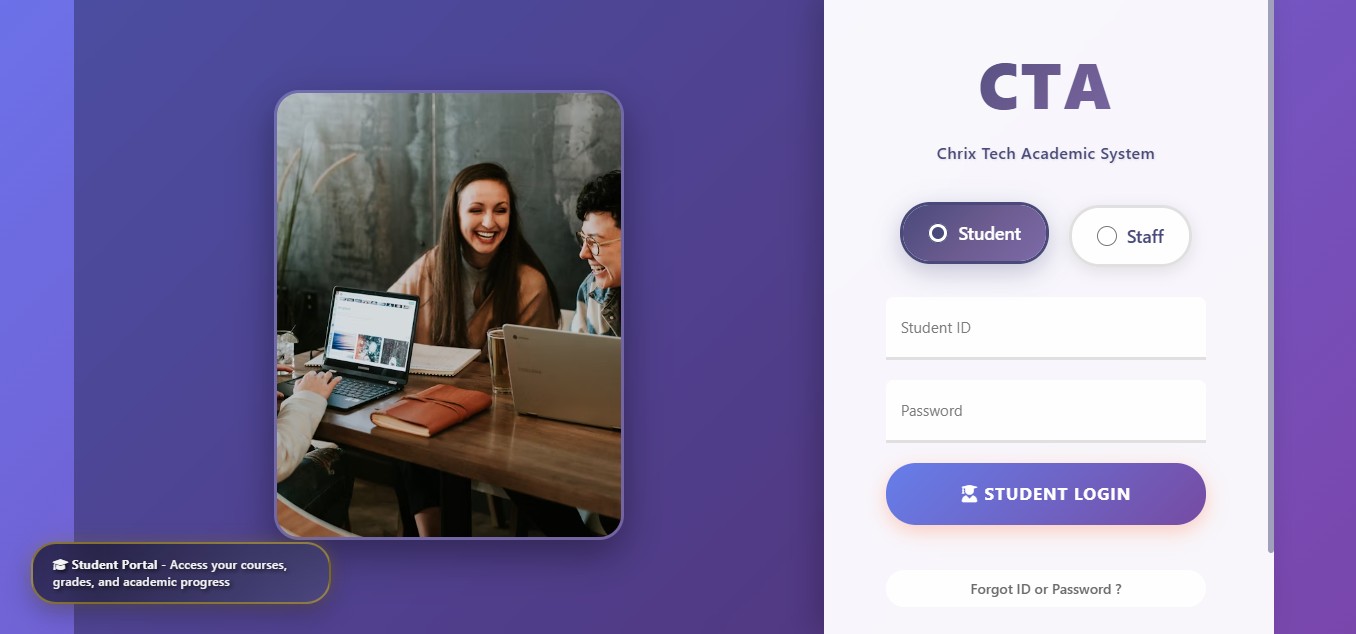 CTA
Chrix Tech Academic System
Student
Staff
Student ID
Password
STUDENT LOGIN
Forgot ID or Password ?
Student Portal - Access your courses,
grades, and academic progress